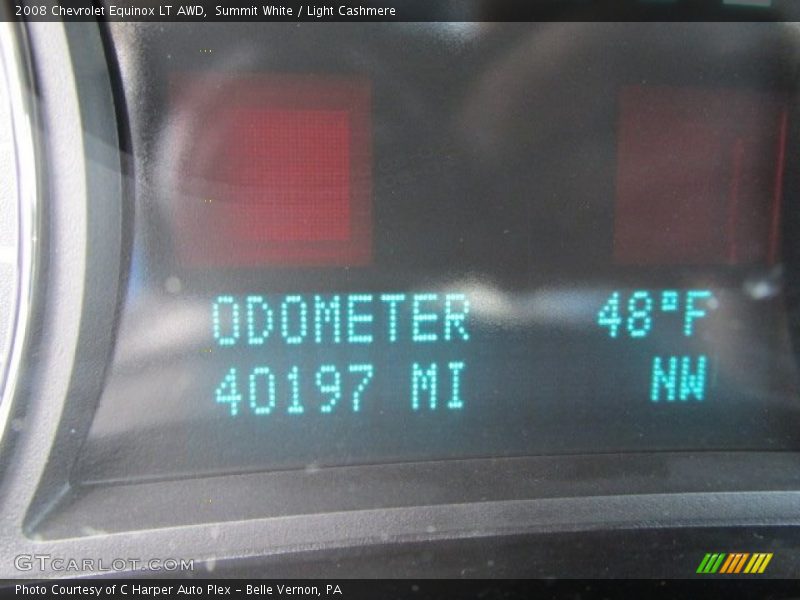 2008 Chevrolet Equinox LT AWD, Summit White / Light Cashmere
ODOMETER 48°F
40197 MI NW
GTCARLOT.COM
Photo Courtesy of C Harper Auto Plex - Belle Vernon, PA